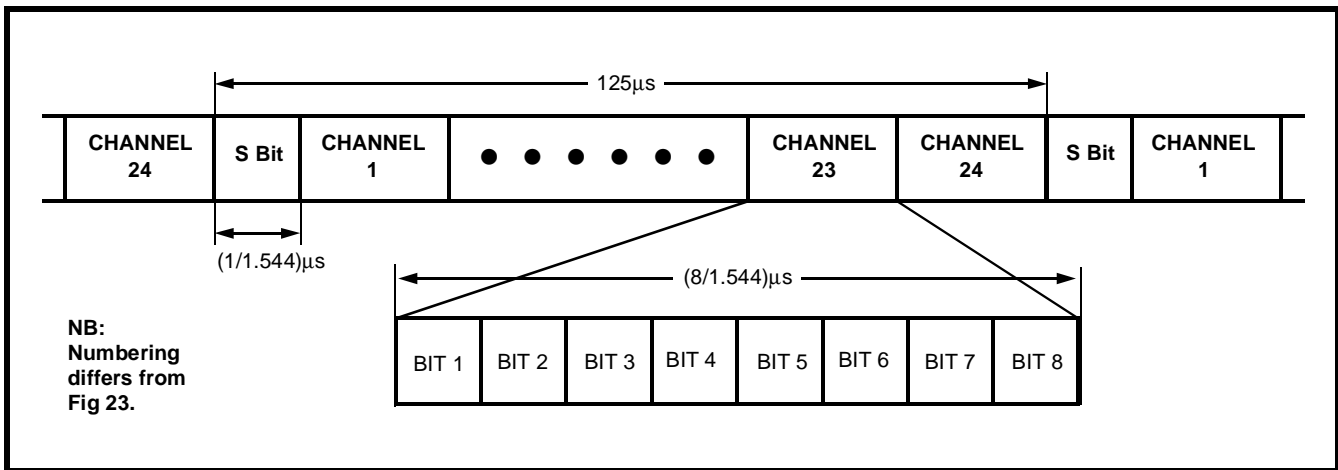 125μs
CHANNEL 24
S Bit
CHANNEL 1
CHANNEL 23
CHANNEL 24
S Bit
CHANNEL 1
(1/1.544)μs
(8/1.544)μs
BIT 1 BIT 2 BIT 3 BIT 4 BIT 5 BIT 6 BIT 7 BIT 8
NB:
Numbering
differs from
Fig 23.